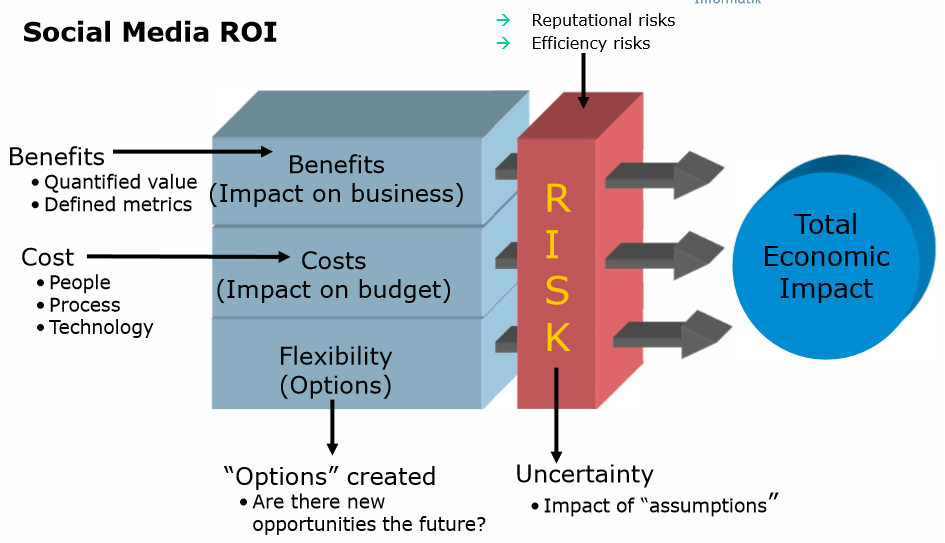 Informatik
Social Media ROI
→ Reputational risks
→ Efficiency risks
Benefits
• Quantified value
• Defined metrics
Cost
• People
• Process
• Technology
Benefits
(Impact on business)
Costs
(Impact on budget)
Flexibility
(Options)
R
I
S
K
Total
Economic
Impact
“Options” created
• Are there new
opportunities the future?
Uncertainty
• Impact of “assumptions”